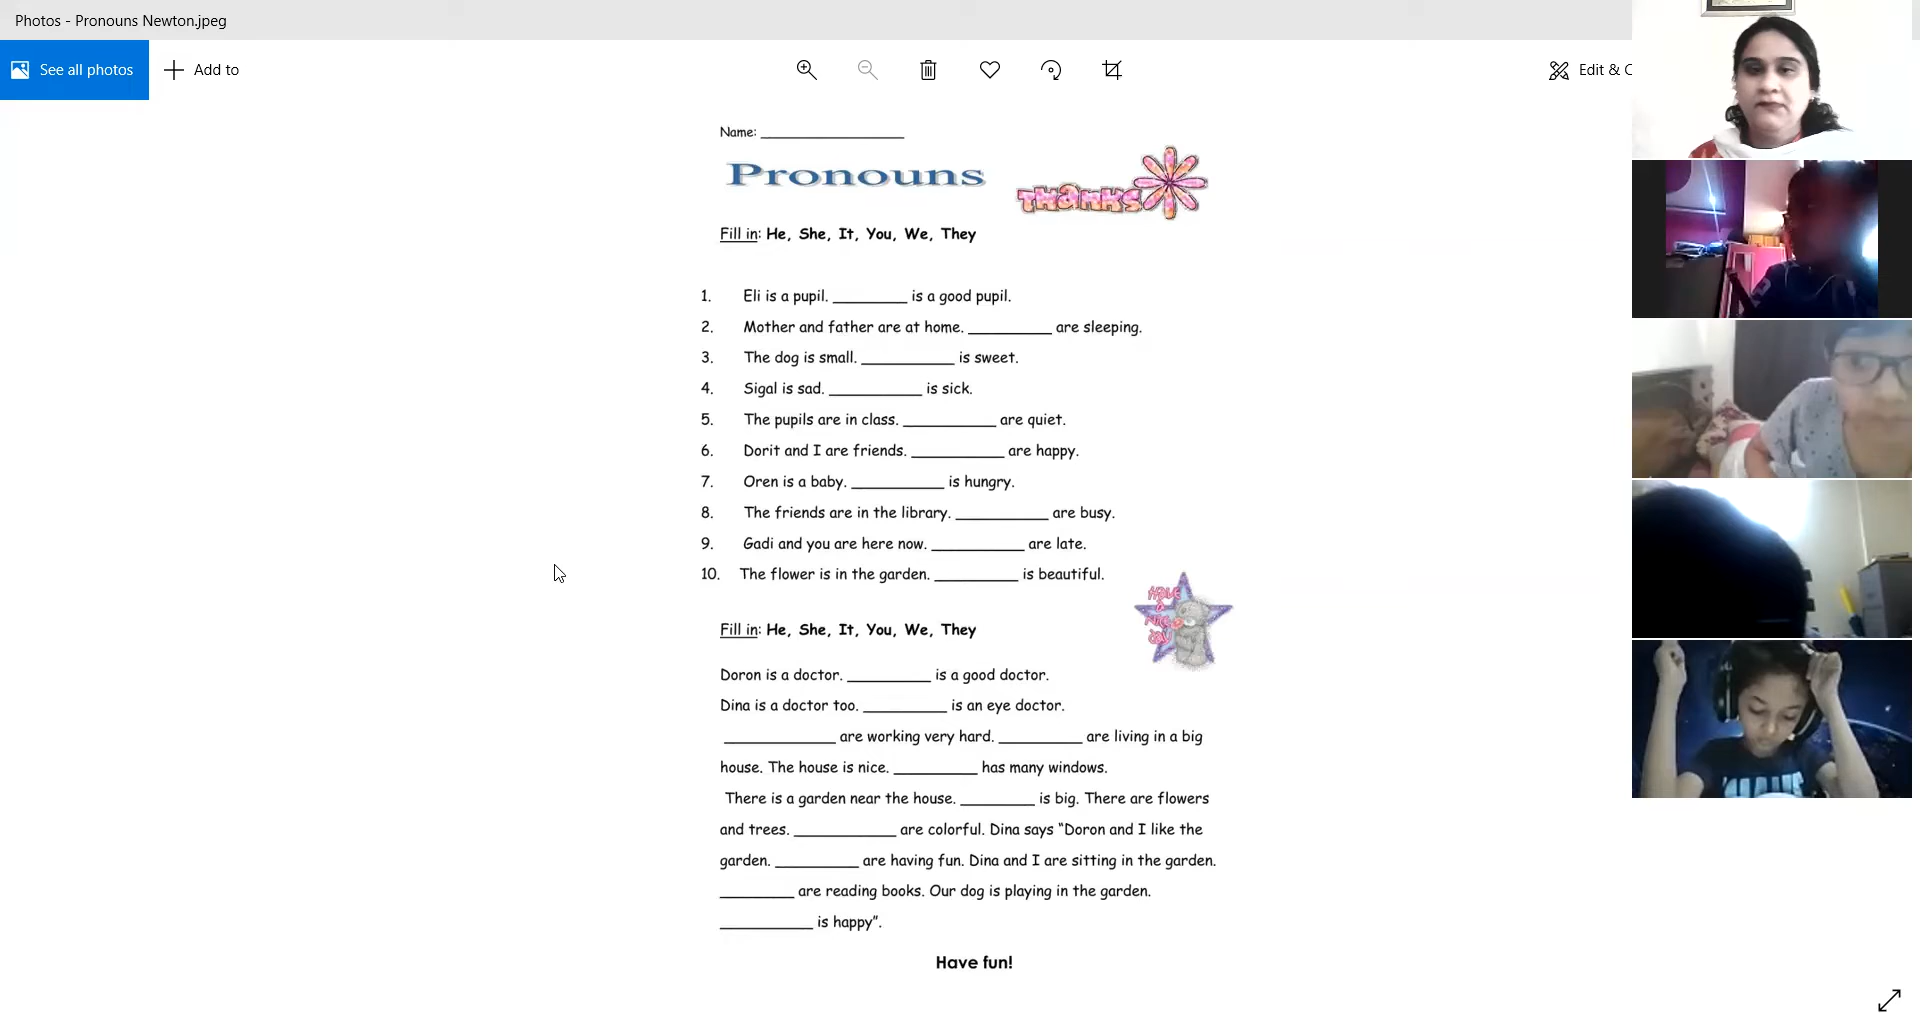 Photos - Pronouns Newton.jpeg
See all photos
Add to
Edit & C
Name: ___________________
Pronouns
Thanks
Fill in: He, She, It, You, We, They
1. Eli is a pupil. ________ is a good pupil.
2. Mother and father are at home. _________ are sleeping.
3. The dog is small. __________ is sweet.
4. Sigal is sad. __________ is sick.
5. The pupils are in class. __________ are quiet.
6. Dorit and I are friends. __________ are happy.
7. Oren is a baby. __________ is hungry.
8. The friends are in the library. __________ are busy.
9. Gadi and you are here now. __________ are late.
10. The flower is in the garden. _________ is beautiful.
Have
a
Nice
Day
Fill in: He, She, It, You, We, They
Doron is a doctor. _________ is a good doctor.
Dina is a doctor too. _________ is an eye doctor.
____________ are working very hard. _________ are living in a big
house. The house is nice. _________ has many windows.
There is a garden near the house. ________ is big. There are flowers
and trees. ___________ are colorful. Dina says “Doron and I like the
garden. _________ are having fun. Dina and I are sitting in the garden.
________ are reading books. Our dog is playing in the garden.
__________ is happy”.
Have fun!